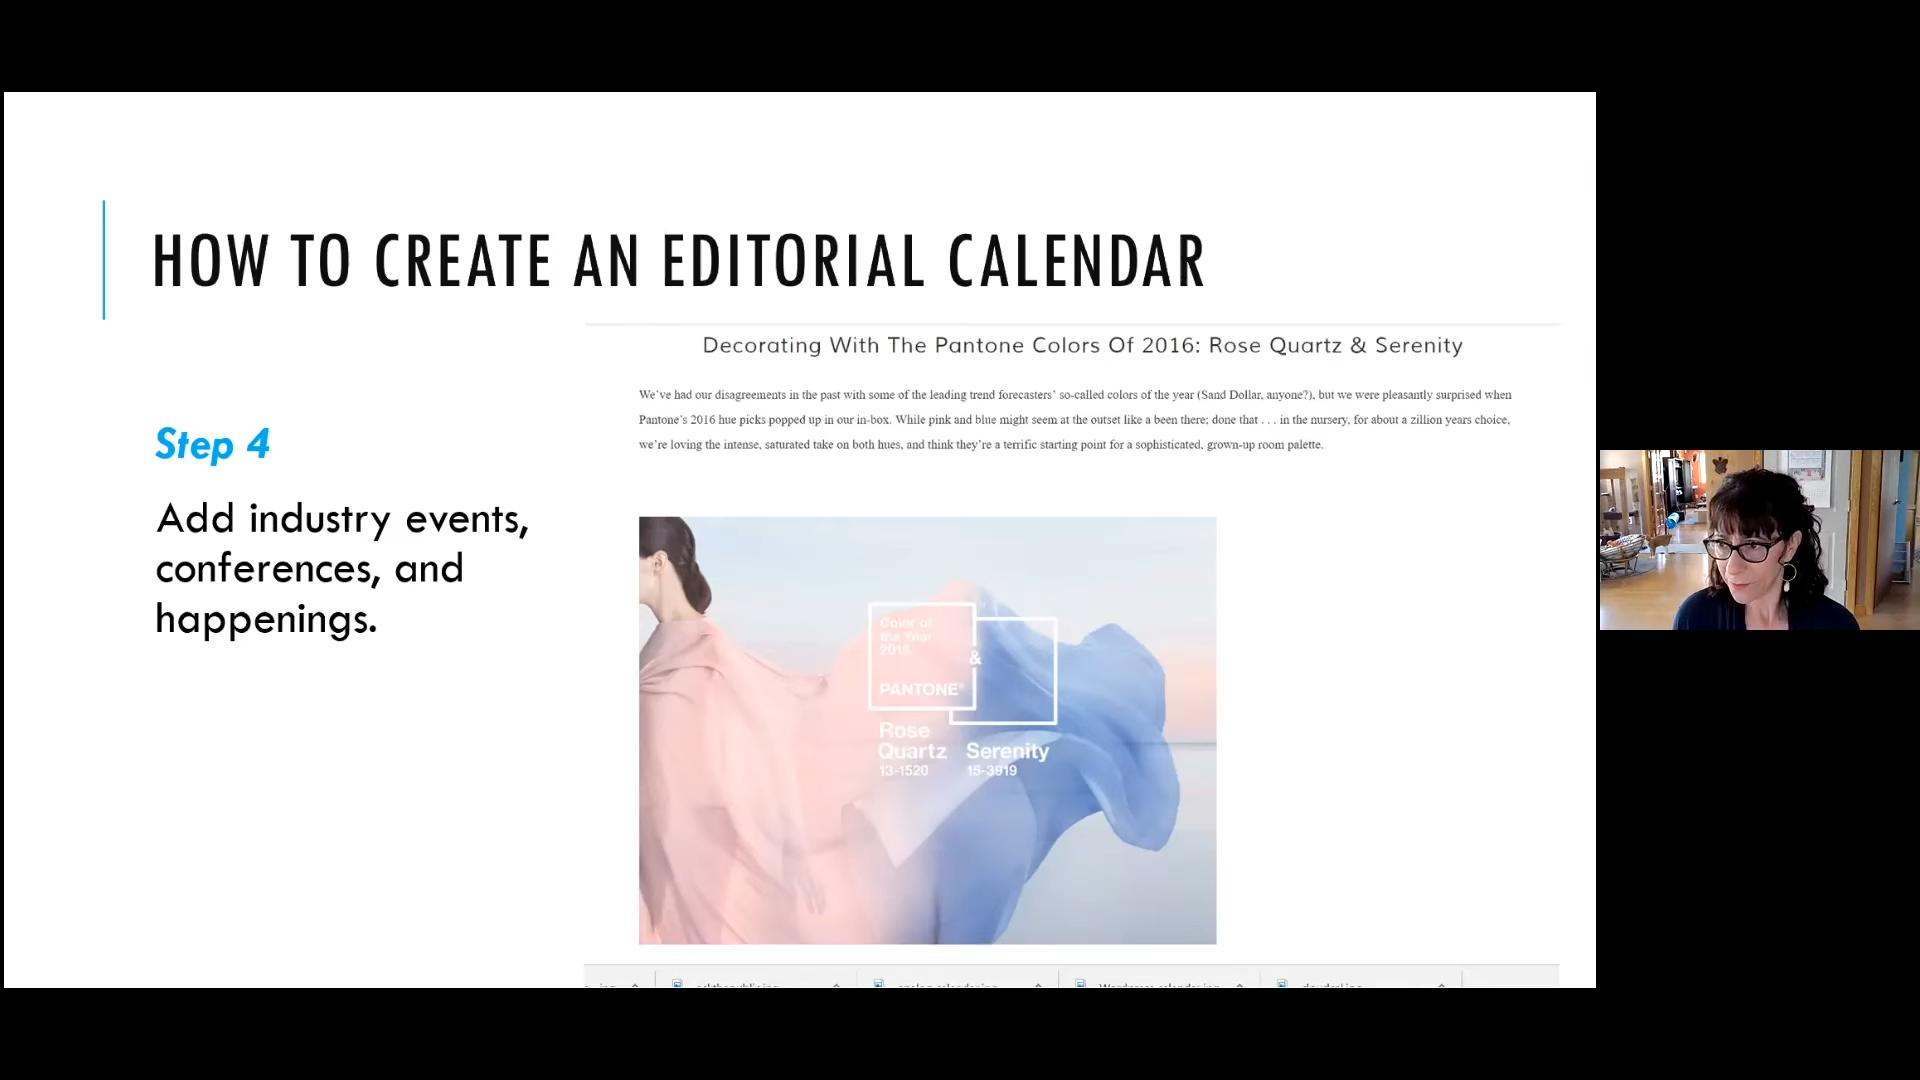 HOW TO CREATE AN EDITORIAL CALENDAR
Step 4
Add industry events,
conferences, and
happenings.
Decorating With The Pantone Colors Of 2016: Rose Quartz & Serenity
We've had our disagreements in the past with some of the leading trend forecasters' so-called colors of the year (Sand Dollar, anyone?), but we were pleasantly surprised when
Pantone's 2016 hue picks popped up in our in-box. While pink and blue might seem at the outset like a been there; done that . . . in the nursery, for about a zillion years choice,
we're loving the intense, saturated take on both hues, and think they're a terrific starting point for a sophisticated, grown-up room palette.
Color of
the Year
2016
&
PANTONE®
Rose
Quartz
13-1520
Serenity
15-3919